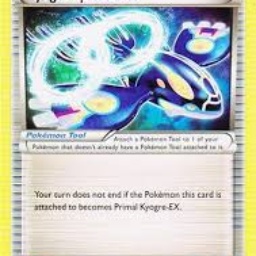 Pokémon Tool
Attach a Pokémon Tool to 1 of your
Pokémon that doesn't already have a Pokémon Tool attached to it.
Your turn does not end if the Pokémon this card is
attached to becomes Primal Kyogre-EX.